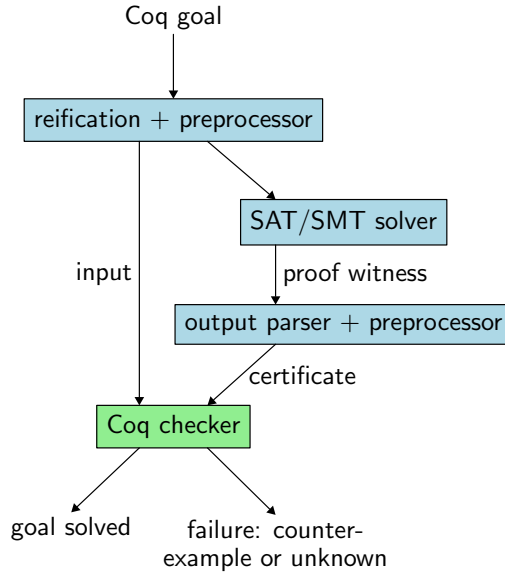 Coq goal
reification + preprocessor
SAT/SMT solver
input
proof witness
output parser + preprocessor
certificate
Coq checker
goal solved
failure: counter-
example or unknown